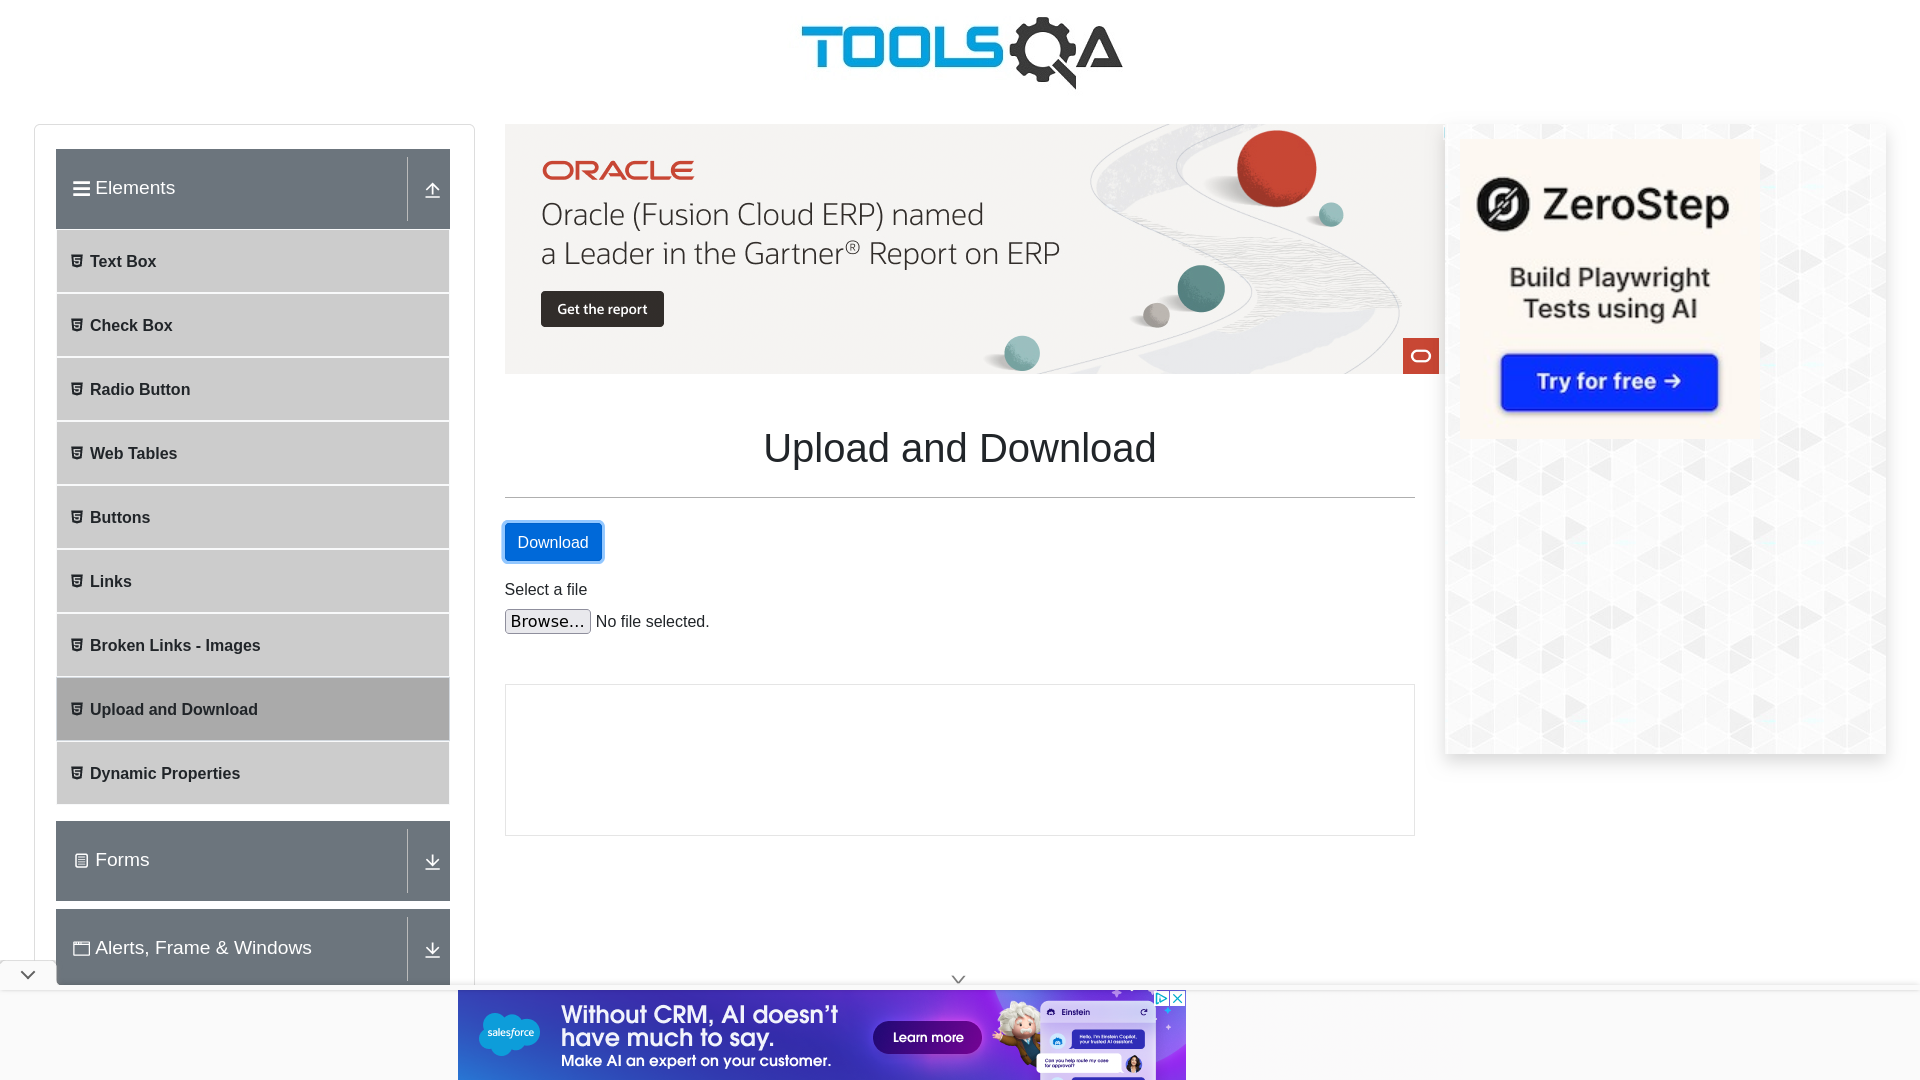 TOOLSQA
Elements
Text Box
Check Box
Radio Button
Web Tables
Buttons
Links
Broken Links - Images
Upload and Download
Dynamic Properties
Forms
Alerts, Frame & Windows
ORACLE
Oracle (Fusion Cloud ERP) named
a Leader in the Gartner® Report on ERP
Get the report
Upload and Download
Download
Select a file
Browse... No file selected.
ZeroStep
Build Playwright
Tests using AI
Try for free →
salesforce
Without CRM, AI doesn't
have much to say.
Make AI an expert on your customer.
Learn more
Einstein
Hello, I'm Einstein Copilot,
your trusted AI assistant.
Can you help route my case
for approval?